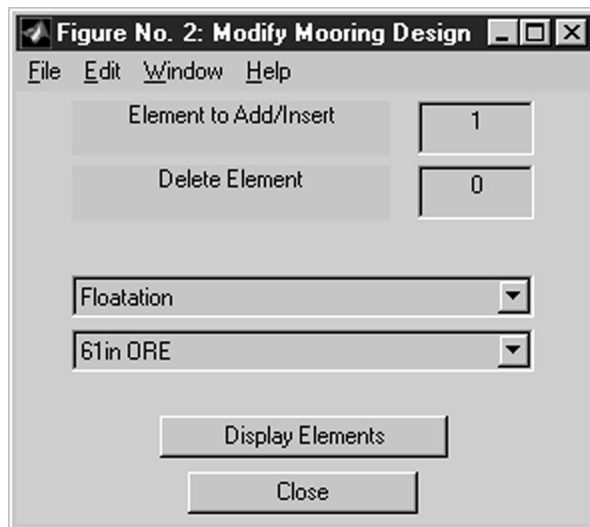 Figure No. 2: Modify Mooring Design
File Edit Window Help
Element to Add/Insert 1
Delete Element 0
Floatation
61in ORE
Display Elements
Close